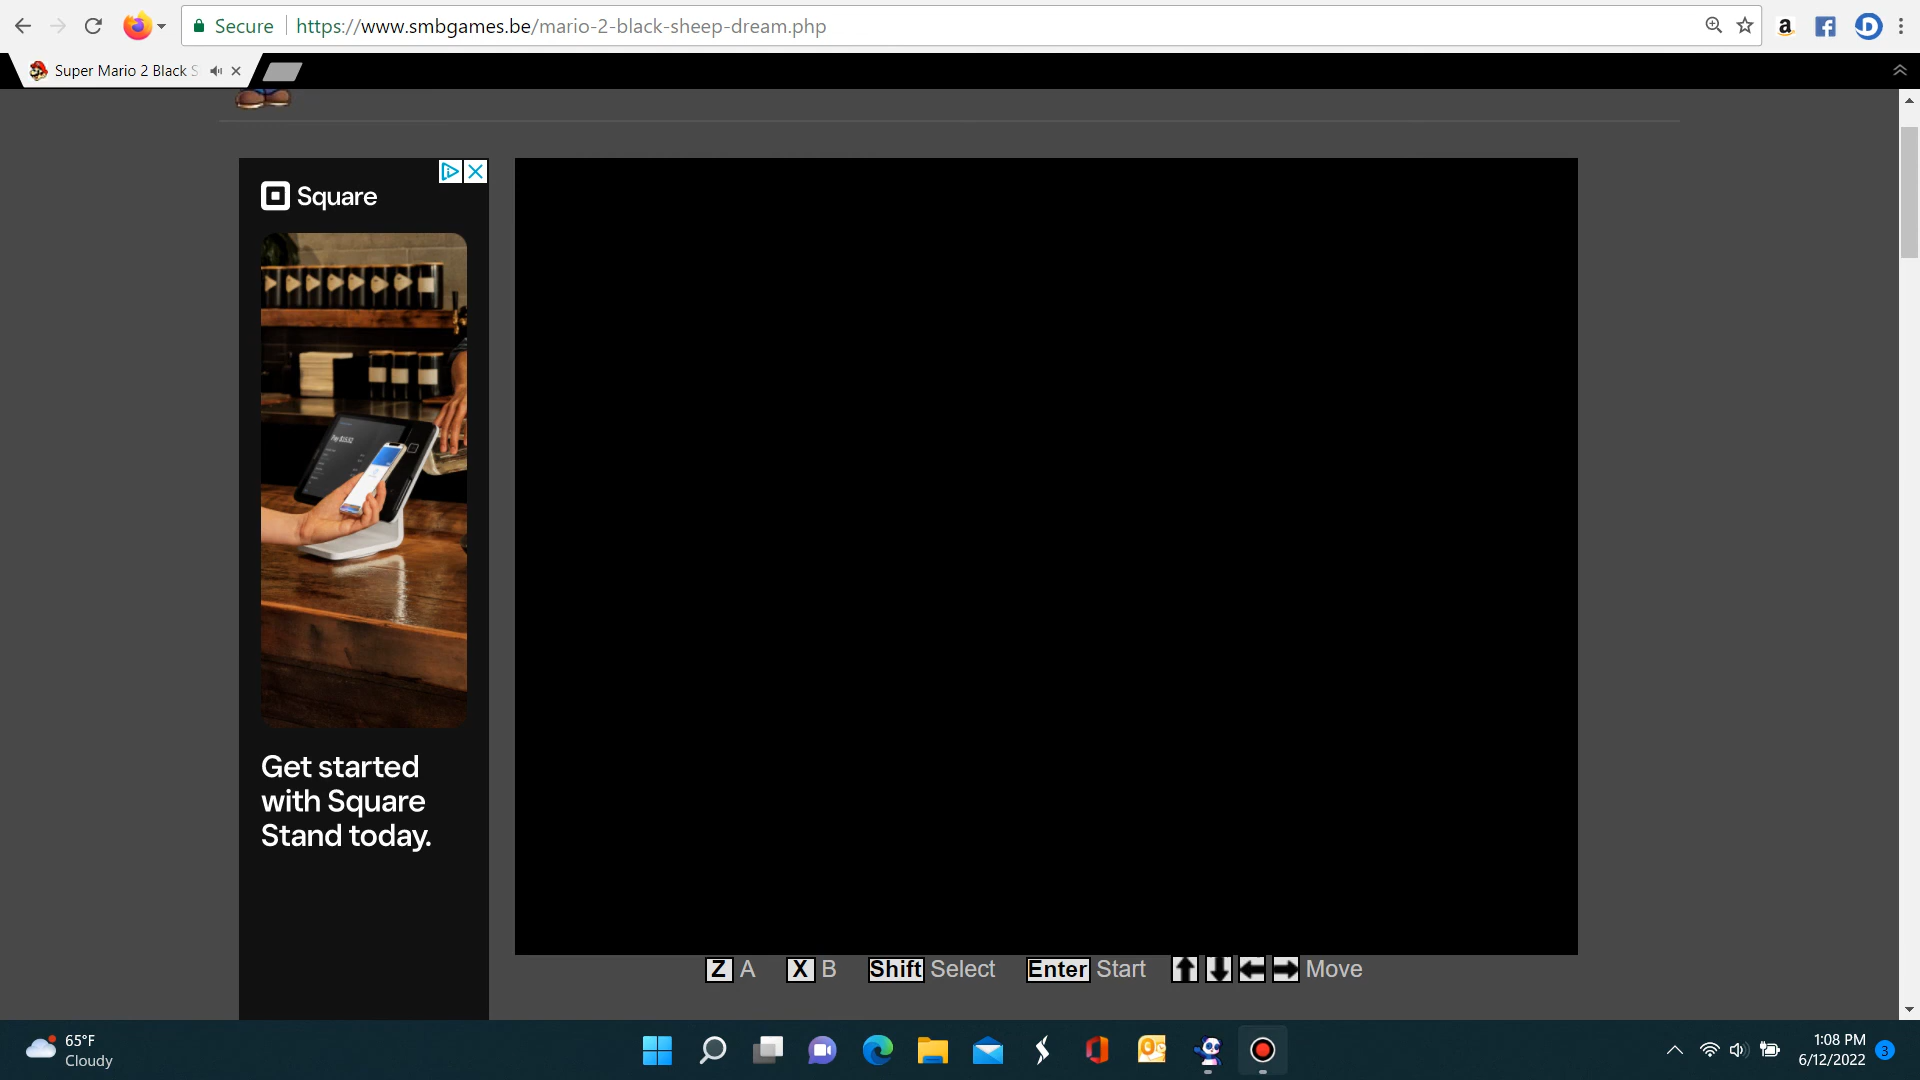 Secure https://www.smbgames.be/mario-2-black-sheep-dream.php
Super Mario 2 Black S
Square
Get started
with Square
Stand today.
Z A X B Shift Select Enter Start Move
65°F
Cloudy
1:08 PM
6/12/2022
3